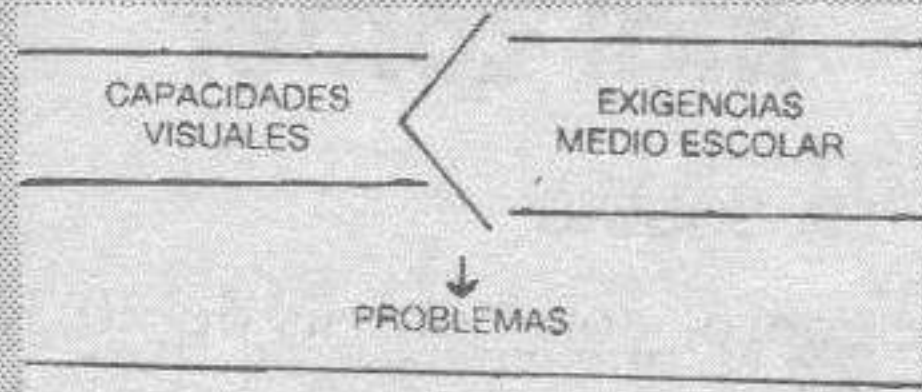 CAPACIDADES
VISUALES
EXIGENCIAS
MEDIO ESCOLAR
PROBLEMAS